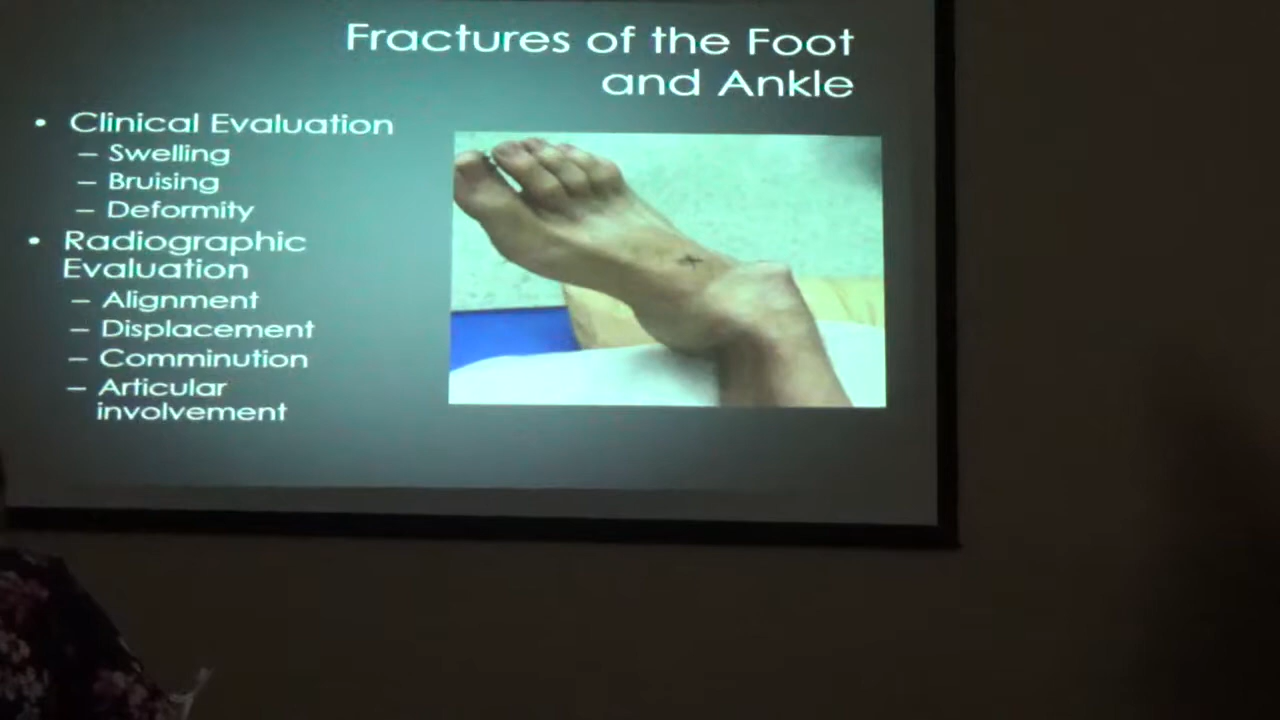 Fractures of the Foot
and Ankle
• Clinical Evaluation
– Swelling
– Bruising
– Deformity
• Radiographic
Evaluation
– Alignment
– Displacement
– Comminution
– Articular
involvement